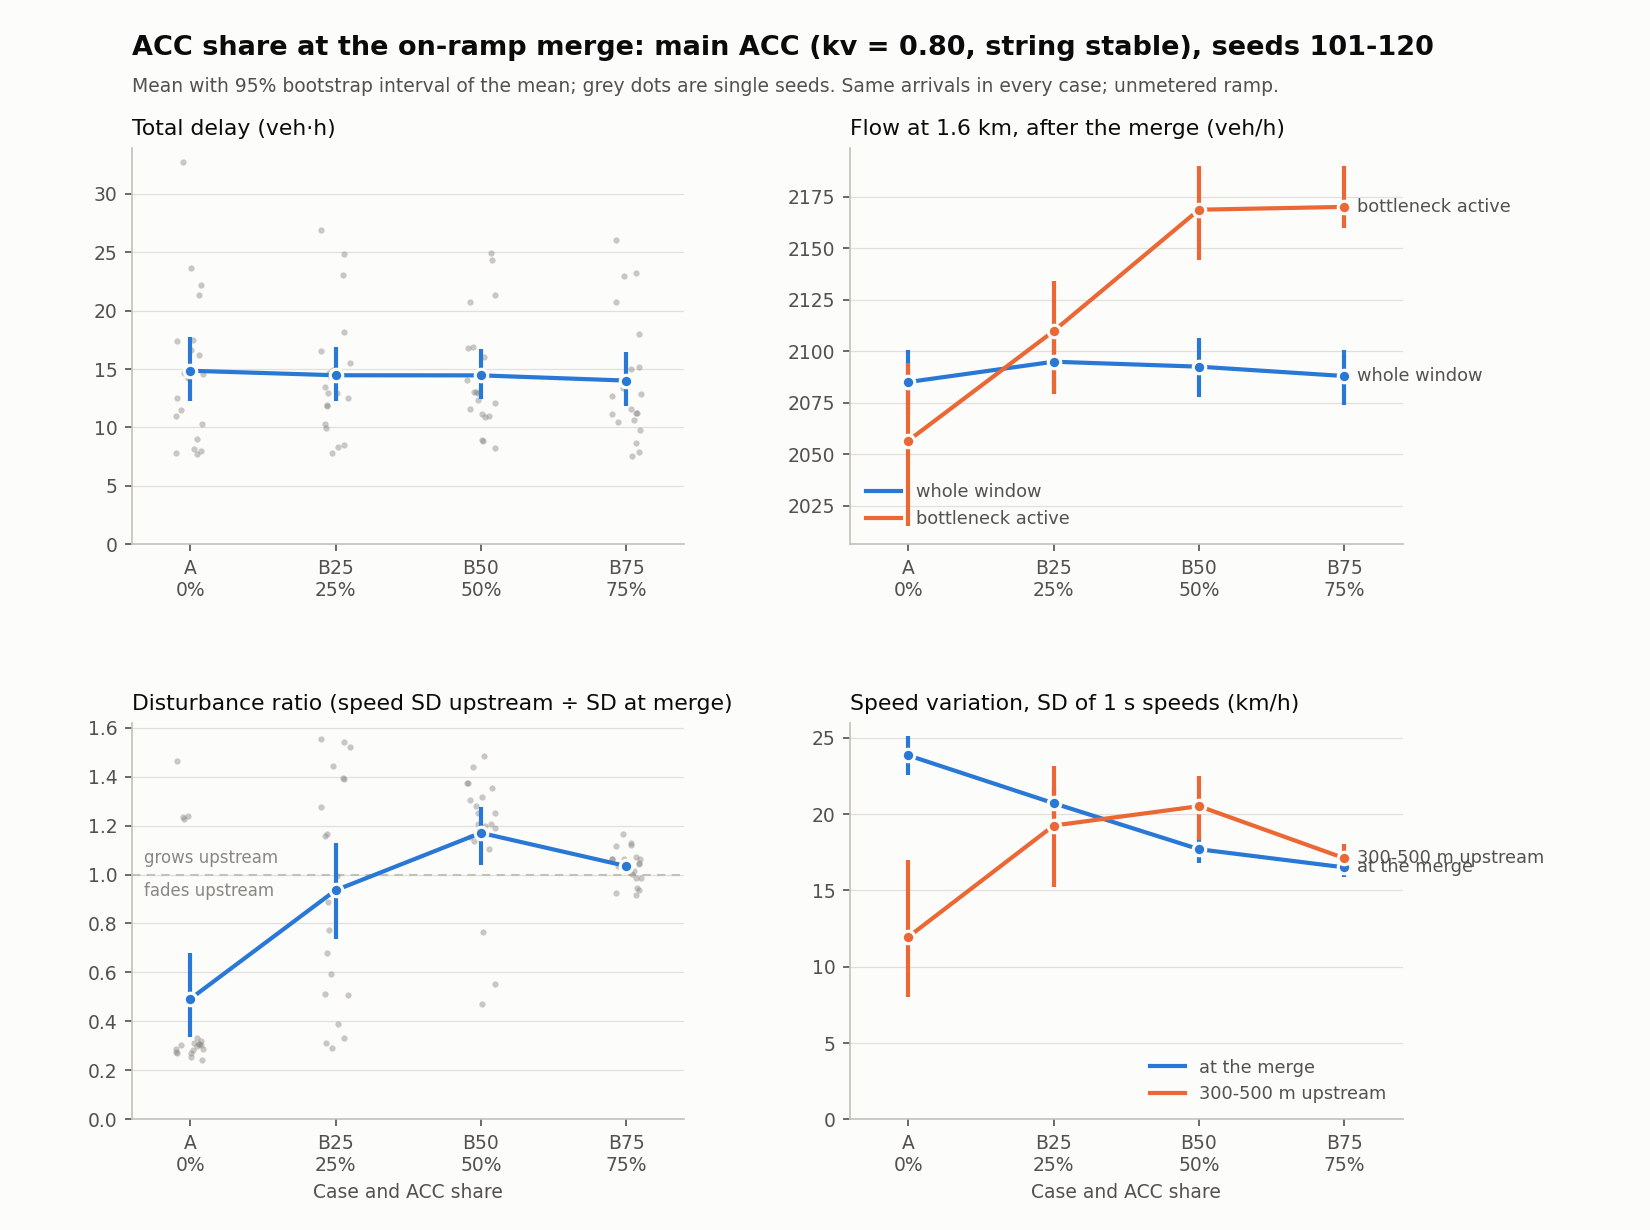 ACC share at the on-ramp merge: main ACC (kv = 0.80, string stable), seeds 101-120
Mean with 95% bootstrap interval of the mean; grey dots are single seeds. Same arrivals in every case; unmetered ramp.
Total delay (veh·h)
30
25
20
15
10
5
0
A
0%
B25
25%
B50
50%
B75
75%
Flow at 1.6 km, after the merge (veh/h)
2175
2150
2125
2100
2075
2050
2025
bottleneck active
whole window
whole window
bottleneck active
A
0%
B25
25%
B50
50%
B75
75%
Disturbance ratio (speed SD upstream ÷ SD at merge)
1.6
1.4
1.2
1.0
0.8
0.6
0.4
0.2
0.0
grows upstream
fades upstream
A
0%
B25
25%
B50
50%
B75
75%
Case and ACC share
Speed variation, SD of 1 s speeds (km/h)
25
20
15
10
5
0
300-500 m upstream
at the merge
at the merge
300-500 m upstream
A
0%
B25
25%
B50
50%
B75
75%
Case and ACC share